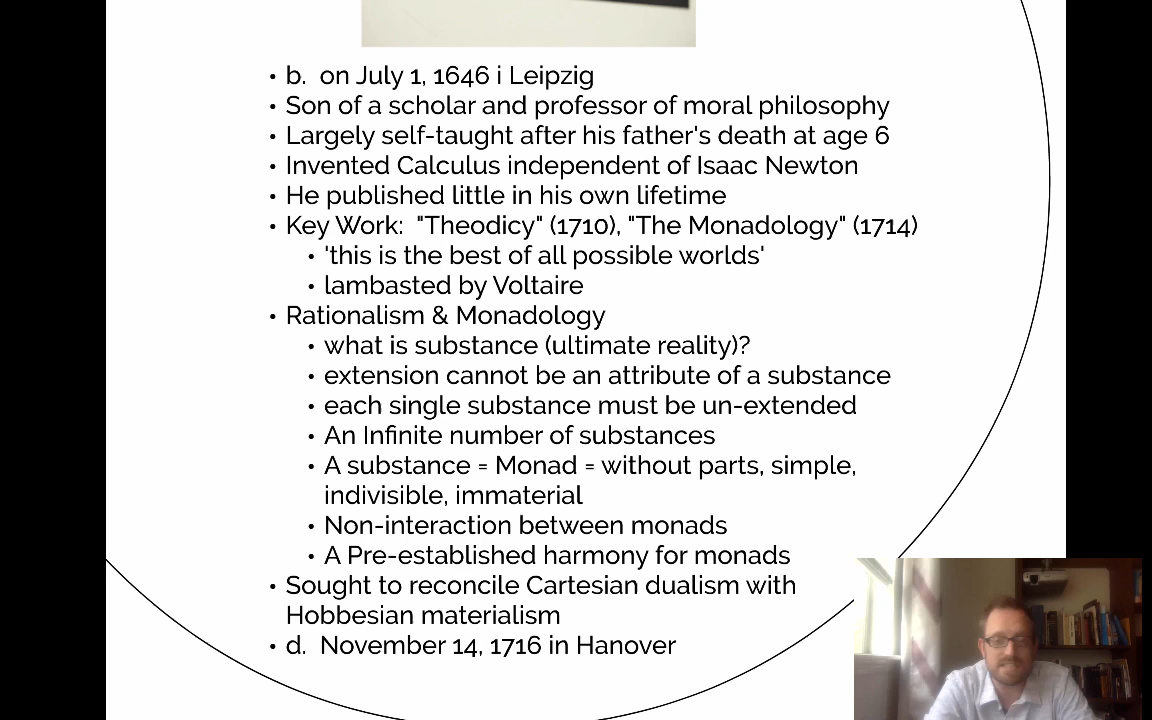 • b. on July 1, 1646 i Leipzig
• Son of a scholar and professor of moral philosophy
• Largely self-taught after his father's death at age 6
• Invented Calculus independent of Isaac Newton
• He published little in his own lifetime
• Key Work: "Theodicy" (1710), "The Monadology" (1714)
• 'this is the best of all possible worlds'
• lambasted by Voltaire
• Rationalism & Monadology
• what is substance (ultimate reality)?
• extension cannot be an attribute of a substance
• each single substance must be un-extended
• An Infinite number of substances
• A substance = Monad = without parts, simple,
indivisible, immaterial
• Non-interaction between monads
• A Pre-established harmony for monads
• Sought to reconcile Cartesian dualism with
Hobbesian materialism
• d. November 14, 1716 in Hanover